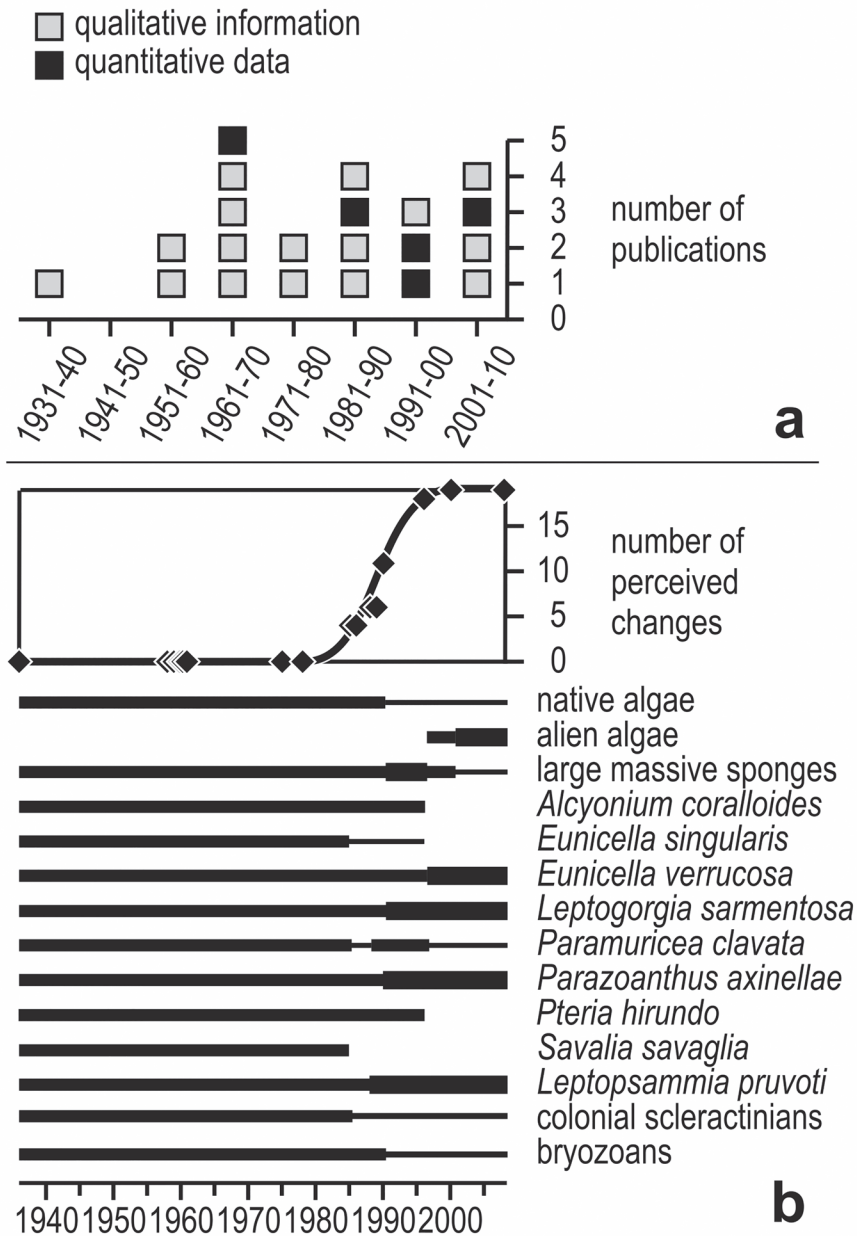 qualitative information
quantitative data
5
4
3
2
1
0
number of
publications
1931-40
1941-50
1951-60
1961-70
1971-80
1981-90
1991-00
2001-10
a
15
10
5
0
number of
perceived
changes
native algae
alien algae
large massive sponges
Alcyonium coralloides
Eunicella singularis
Eunicella verrucosa
Leptogorgia sarmentosa
Paramuricea clavata
Parazoanthus axinellae
Pteria hirundo
Savalia savaglia
Leptopsammia pruvoti
colonial scleractinians
bryozoans
1940 1950 1960 1970 1980 1990 2000
b